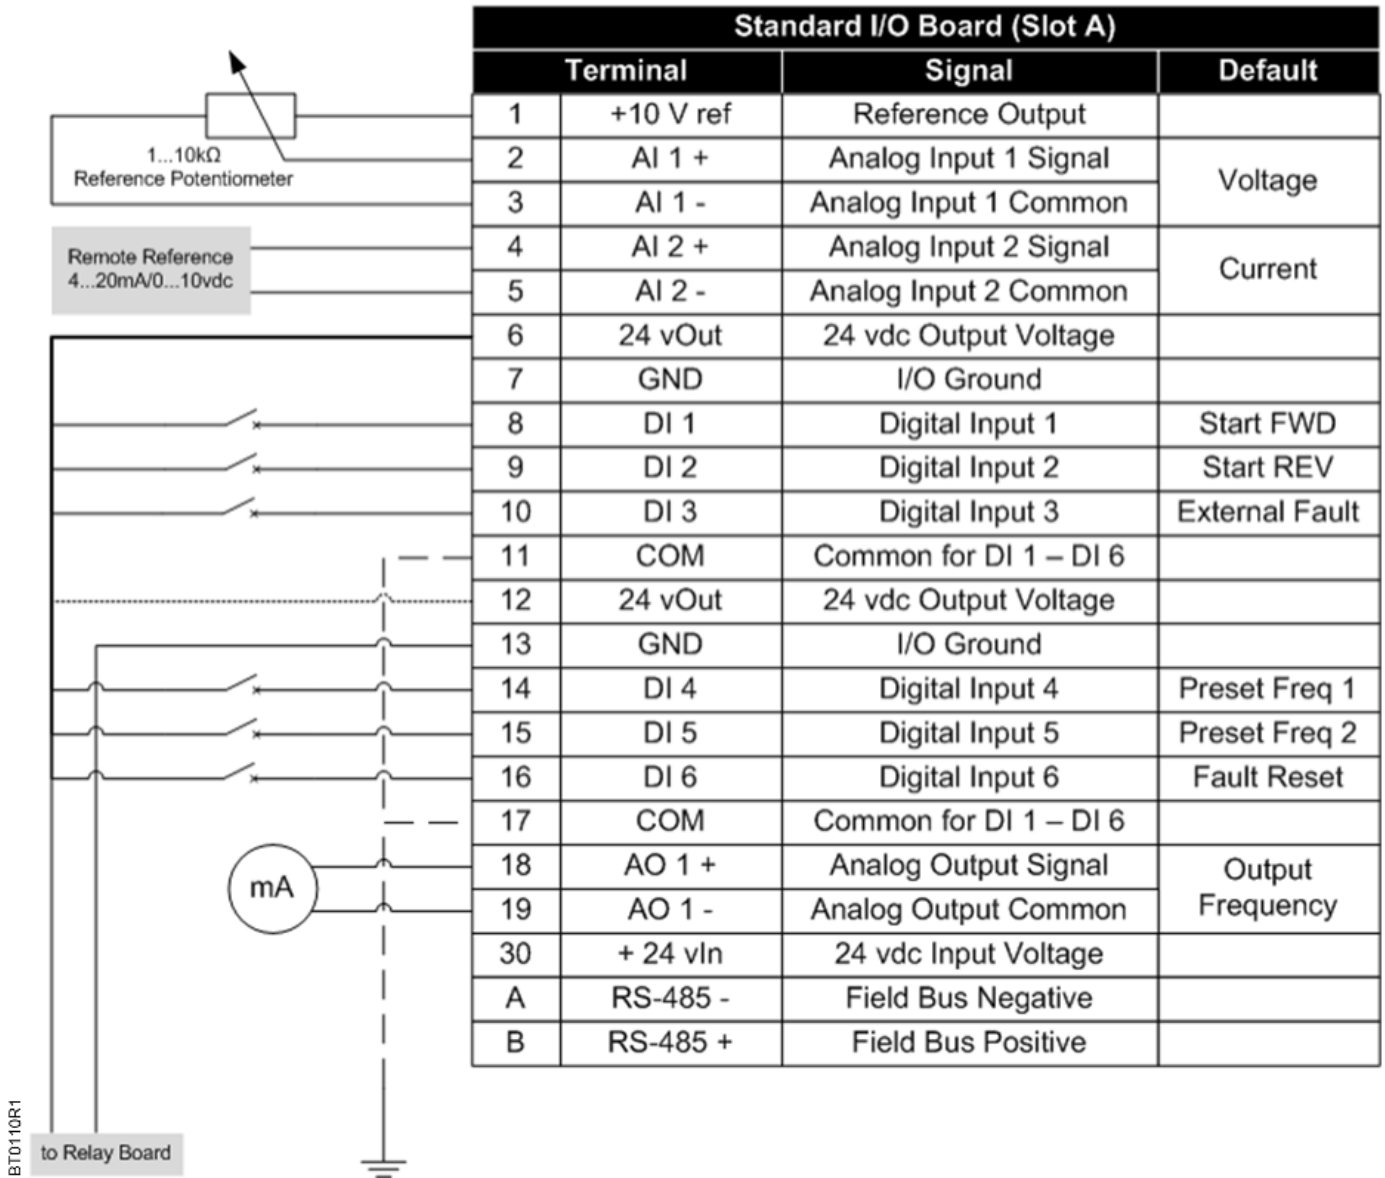 Standard I/O Board (Slot A)
Terminal Signal Default
1 +10 V ref Reference Output
1...10kΩ
Reference Potentiometer
2 AI 1 + Analog Input 1 Signal
Voltage
3 AI 1 - Analog Input 1 Common
Remote Reference
4...20mA/0...10vdc
4 AI 2 + Analog Input 2 Signal
Current
5 AI 2 - Analog Input 2 Common
6 24 vOut 24 vdc Output Voltage
7 GND I/O Ground
8 DI 1 Digital Input 1 Start FWD
9 DI 2 Digital Input 2 Start REV
10 DI 3 Digital Input 3 External Fault
11 COM Common for DI 1 – DI 6
12 24 vOut 24 vdc Output Voltage
13 GND I/O Ground
14 DI 4 Digital Input 4 Preset Freq 1
15 DI 5 Digital Input 5 Preset Freq 2
16 DI 6 Digital Input 6 Fault Reset
17 COM Common for DI 1 – DI 6
mA
18 AO 1 + Analog Output Signal
Output
Frequency
19 AO 1 - Analog Output Common
30 + 24 vIn 24 vdc Input Voltage
A RS-485 - Field Bus Negative
B RS-485 + Field Bus Positive
to Relay Board
BT0110R1